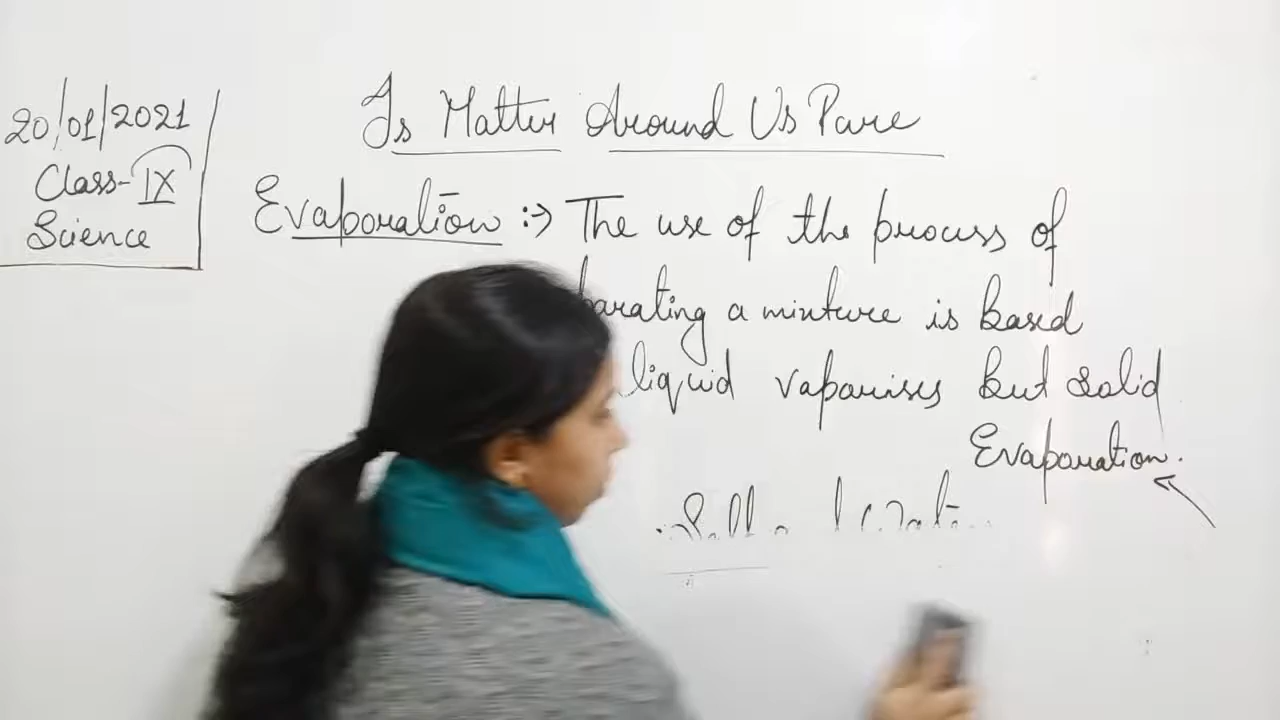 20/01/2021
Class-IX
Science
Is Matter Around Us Pure
Evaporation :-> The use of the process of
parating a mixture is based
liquid vaporises but solid
Evaporation.